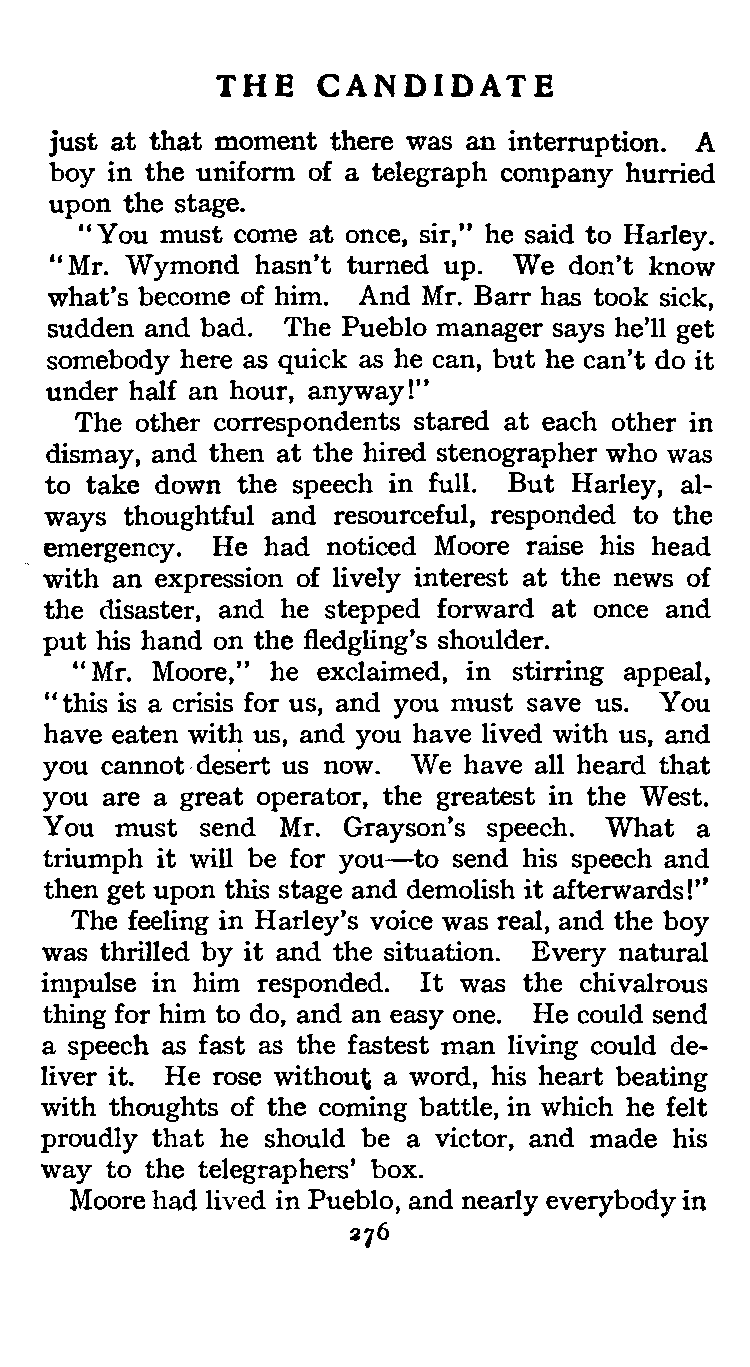 THE CANDIDATE
just at that moment there was an interruption. A
boy in the uniform of a telegraph company hurried
upon the stage.
"You must come at once, sir," he said to Harley.
"Mr. Wymond hasn't turned up. We don't know
what's become of him. And Mr. Barr has took sick,
sudden and bad. The Pueblo manager says he'll get
somebody here as quick as he can, but he can't do it
under half an hour, anyway!"
The other correspondents stared at each other in
dismay, and then at the hired stenographer who was
to take down the speech in full. But Harley, al-
ways thoughtful and resourceful, responded to the
emergency. He had noticed Moore raise his head
with an expression of lively interest at the news of
the disaster, and he stepped forward at once and
put his hand on the fledgling's shoulder.
"Mr. Moore," he exclaimed, in stirring appeal,
"this is a crisis for us, and you must save us. You
have eaten with us, and you have lived with us, and
you cannot desert us now. We have all heard that
you are a great operator, the greatest in the West.
You must send Mr. Grayson's speech. What a
triumph it will be for you—to send his speech and
then get upon this stage and demolish it afterwards!"
The feeling in Harley's voice was real, and the boy
was thrilled by it and the situation. Every natural
impulse in him responded. It was the chivalrous
thing for him to do, and an easy one. He could send
a speech as fast as the fastest man living could de-
liver it. He rose without a word, his heart beating
with thoughts of the coming battle, in which he felt
proudly that he should be a victor, and made his
way to the telegraphers' box.
Moore had lived in Pueblo, and nearly everybody in
276